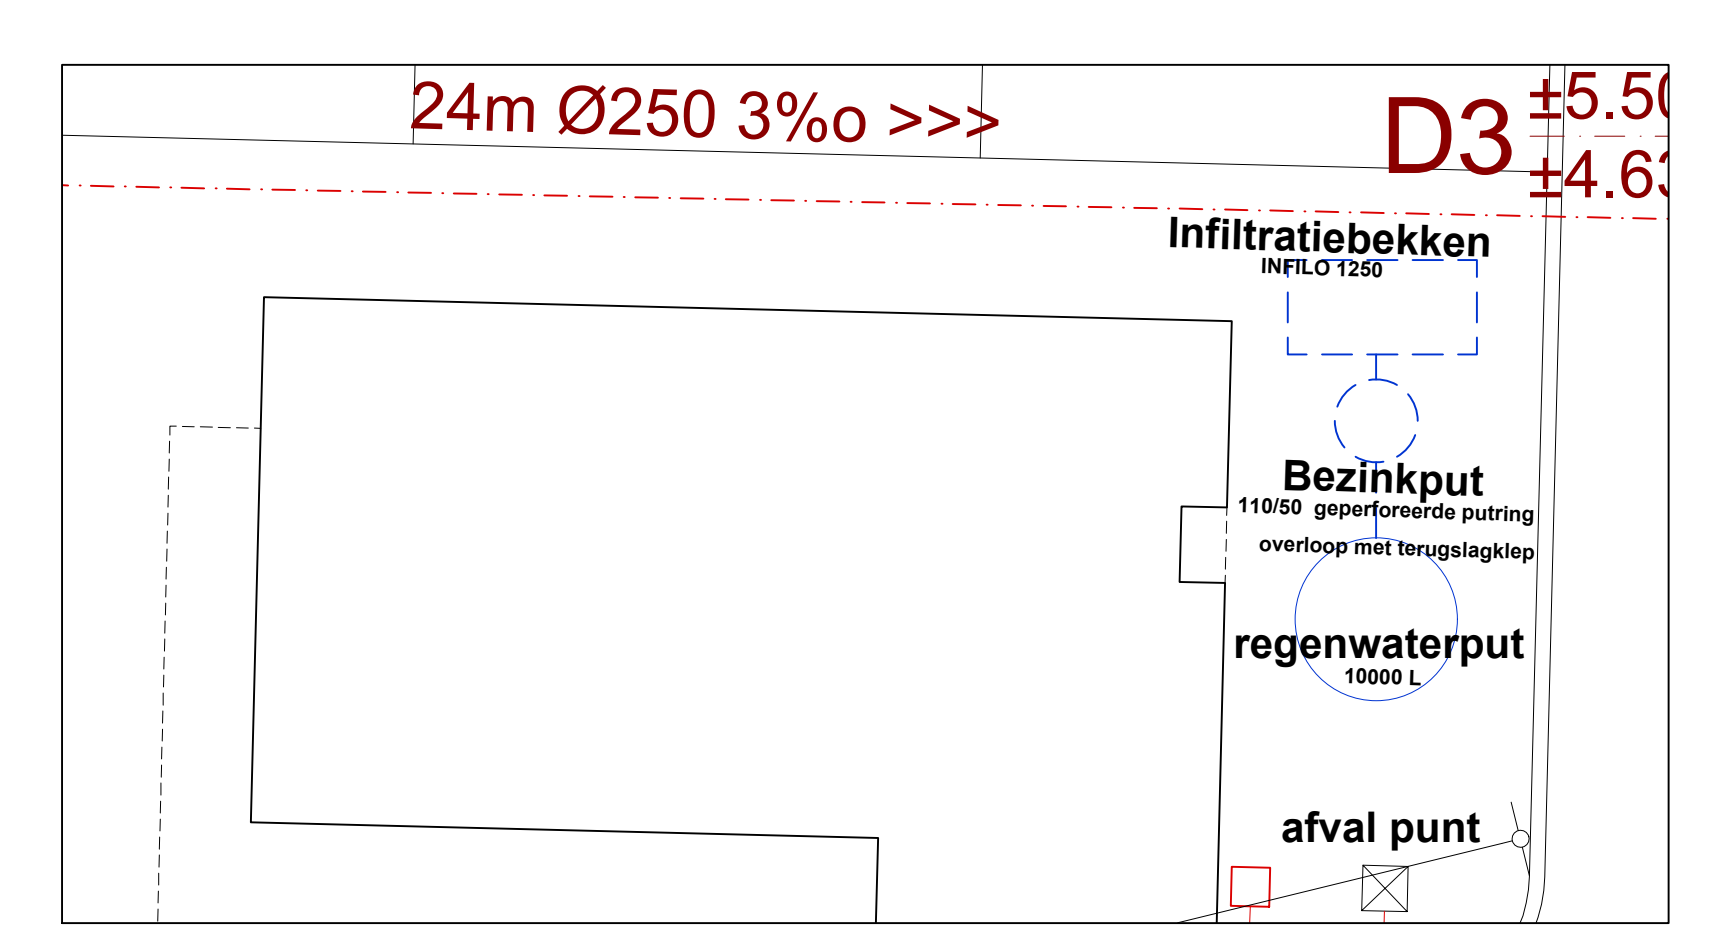 24m Ø250 3%o >>>
D3
±5.50
±4.63
Infiltratiebekken
INFILO 1250
Bezinkput
110/50 geperforeerde putring
overloop met terugslagklep
regenwaterput
10000 L
afval punt